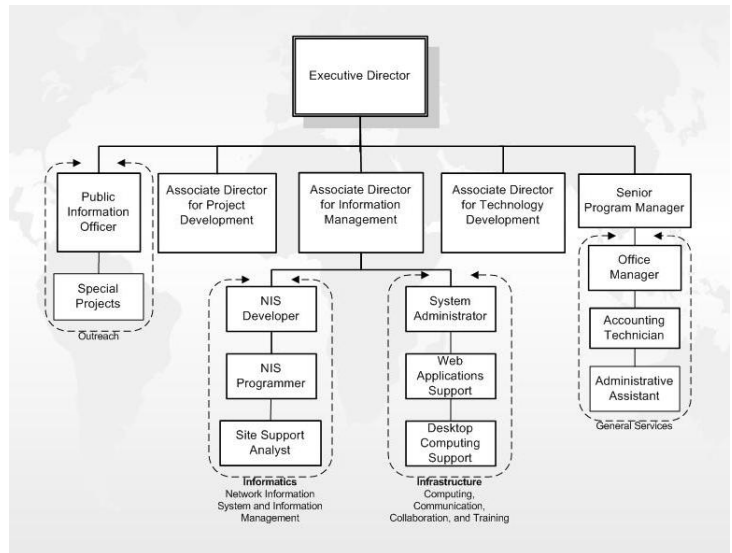 Executive Director
Public
Information
Officer
Associate Director
for Project
Development
Associate Director
for Information
Management
Associate Director
for Technology
Development
Senior
Program Manager
Special
Projects
Outreach
NIS
Developer
NIS
Programmer
Site Support
Analyst
Informatics
Network Information
System and Information
Management
System
Administrator
Web
Applications
Support
Desktop
Computing
Support
Infrastructure
Computing,
Communication,
Collaboration, and Training
Office
Manager
Accounting
Technician
Administrative
Assistant
General Services